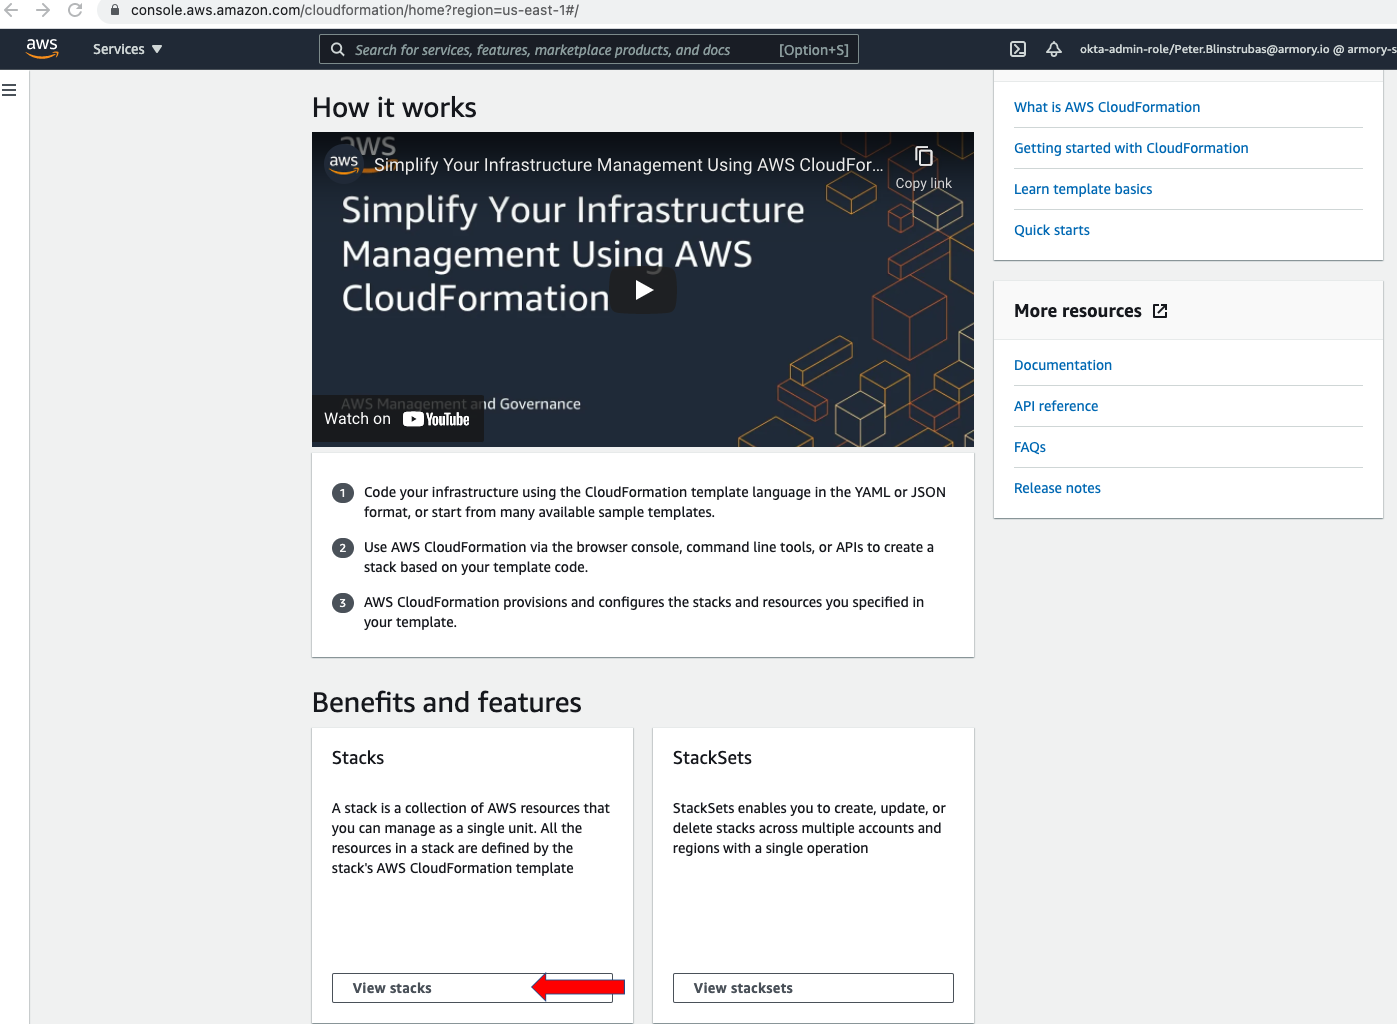 console.aws.amazon.com/cloudformation/home?region=us-east-1#/
aws
Services
Search for services, features, marketplace products, and docs
[Option+S]
okta-admin-role/Peter.Blinstrubas@armory.io @ armory-s
How it works
aws
aws
Simplify Your Infrastructure Management Using AWS CloudFor...
Copy link
Simplify Your Infrastructure
Management Using AWS
CloudFormation
AWS Management and Governance
Watch on YouTube
1 Code your infrastructure using the CloudFormation template language in the YAML or JSON
format, or start from many available sample templates.
2 Use AWS CloudFormation via the browser console, command line tools, or APIs to create a
stack based on your template code.
3 AWS CloudFormation provisions and configures the stacks and resources you specified in
your template.
Benefits and features
Stacks
A stack is a collection of AWS resources that
you can manage as a single unit. All the
resources in a stack are defined by the
stack's AWS CloudFormation template
View stacks
StackSets
StackSets enables you to create, update, or
delete stacks across multiple accounts and
regions with a single operation
View stacksets
What is AWS CloudFormation
Getting started with CloudFormation
Learn template basics
Quick starts
More resources
Documentation
API reference
FAQs
Release notes